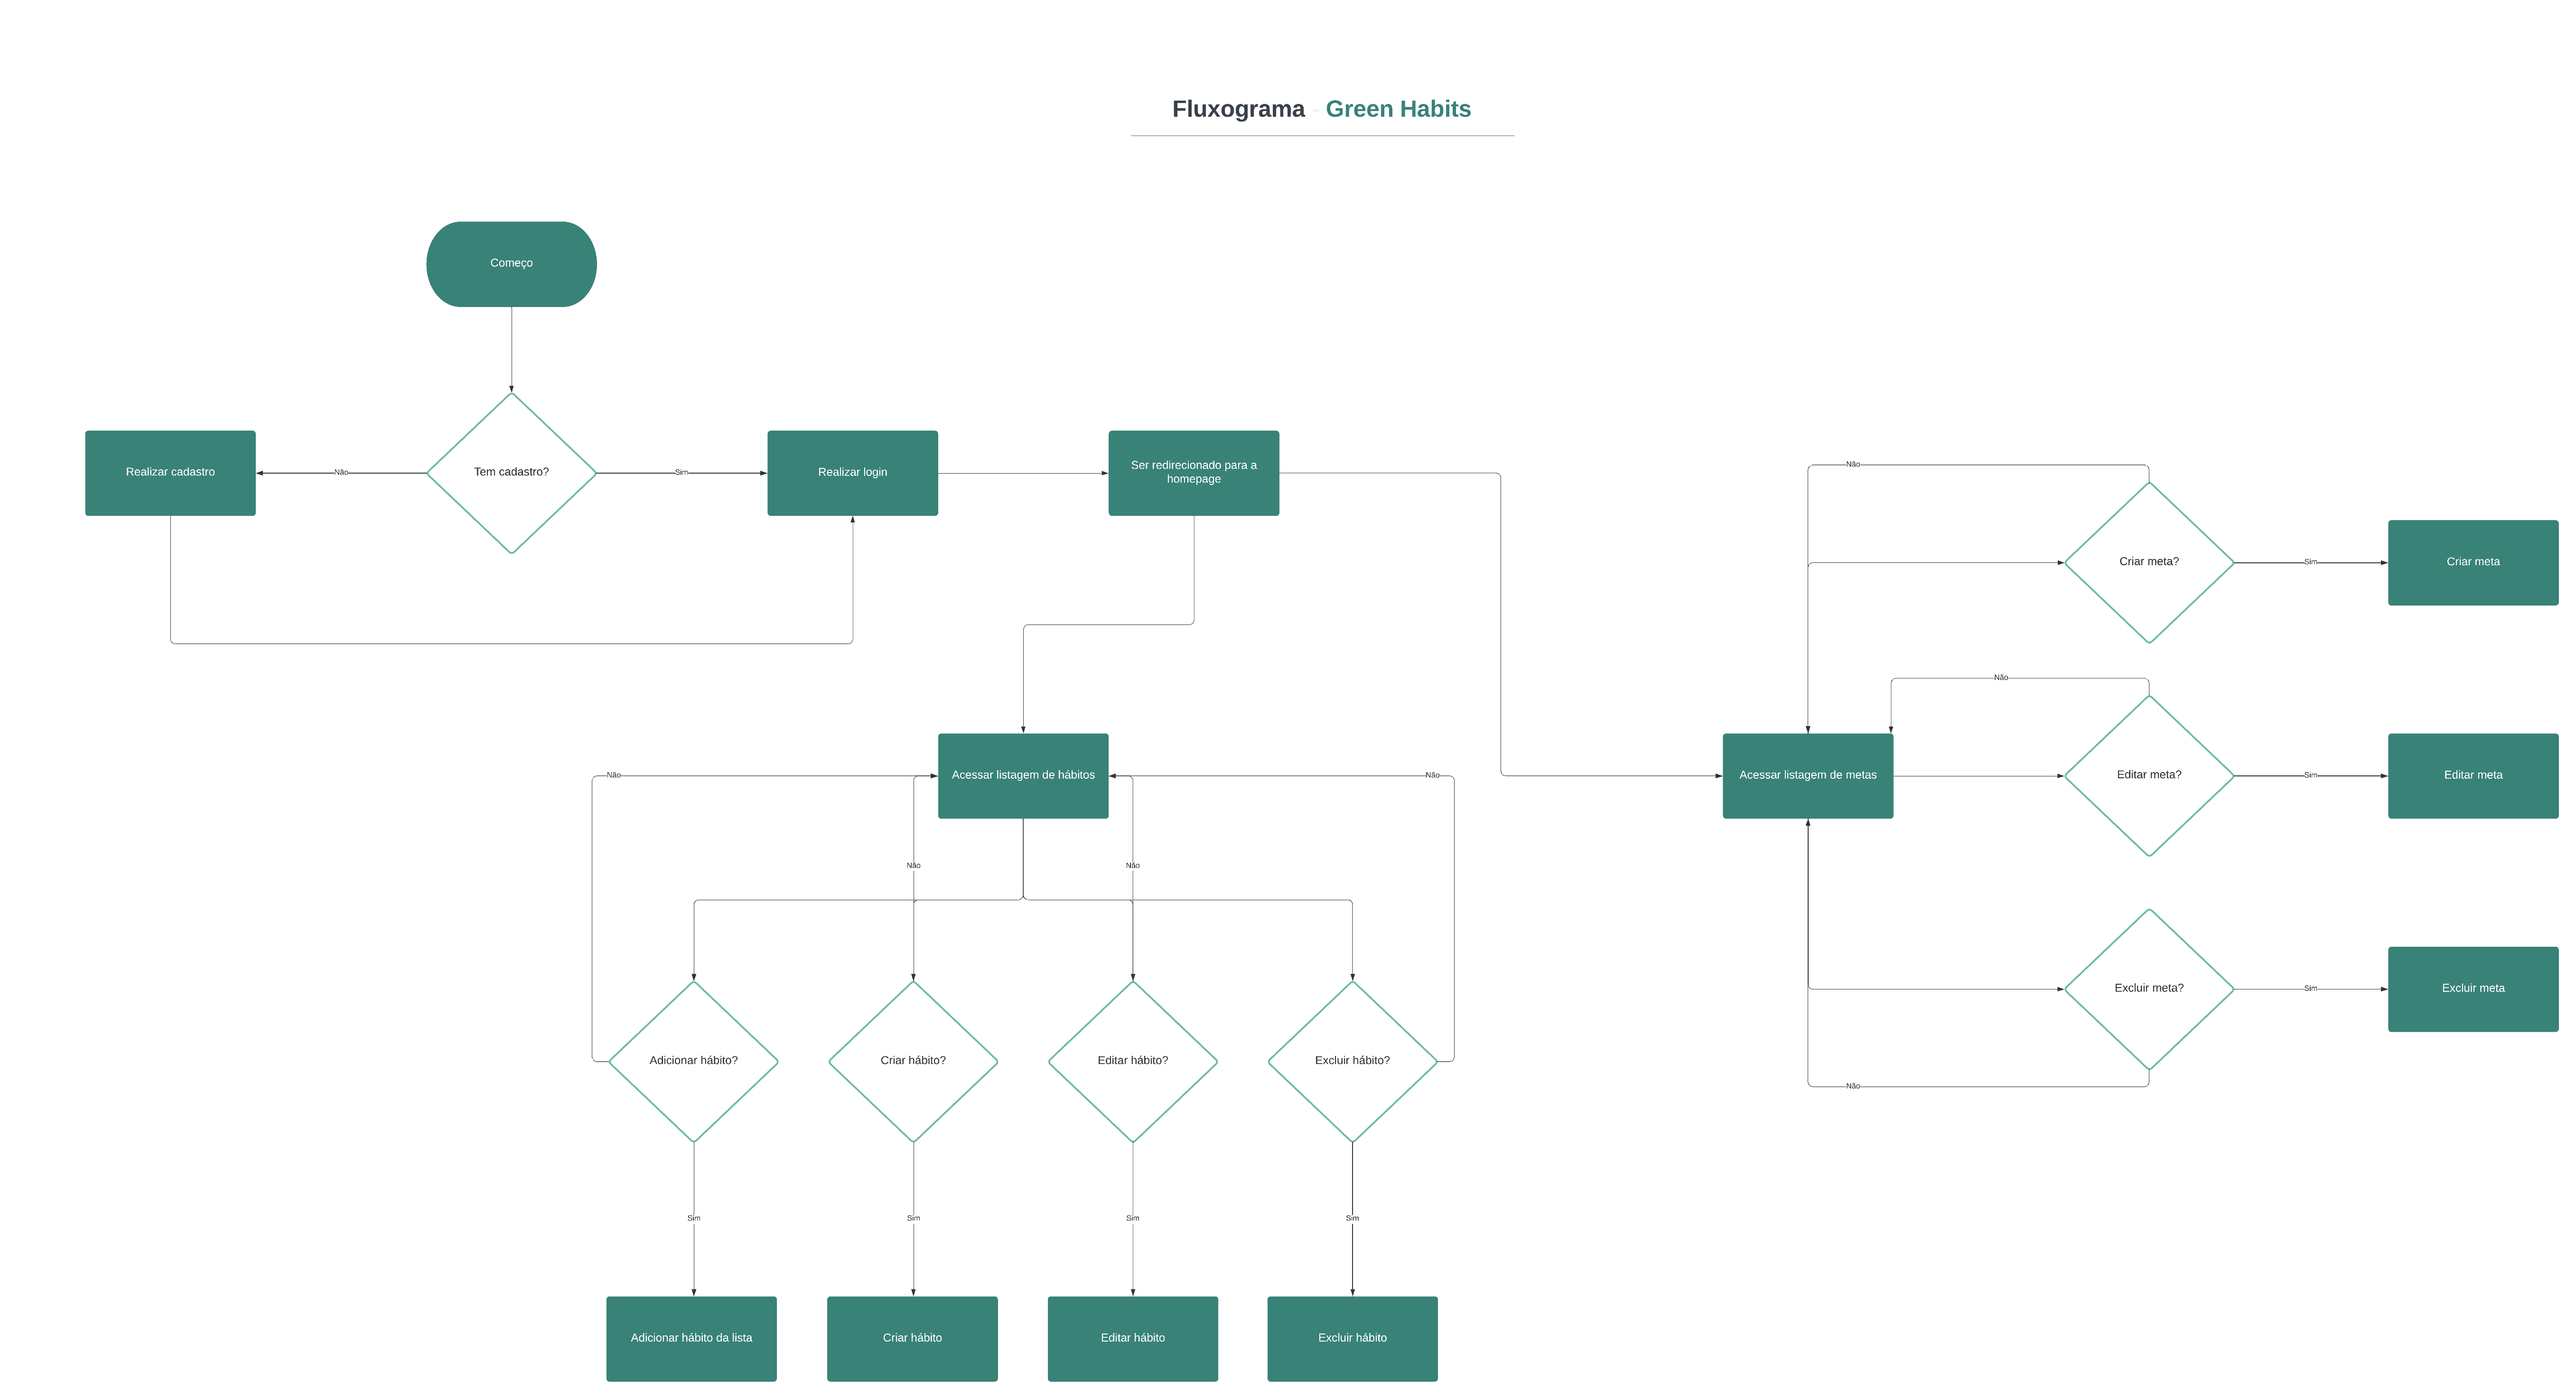 Fluxograma - Green Habits
Começo
Realizar cadastro
Não
Tem cadastro?
Sim
Realizar login
Ser redirecionado para a
homepage
Não
Criar meta?
Sim
Criar meta
Não
Acessar listagem de metas
Editar meta?
Sim
Editar meta
Excluir meta?
Sim
Excluir meta
Não
Não
Acessar listagem de hábitos
Não
Não
Não
Adicionar hábito?
Criar hábito?
Editar hábito?
Excluir hábito?
Sim
Sim
Sim
Sim
Adicionar hábito da lista
Criar hábito
Editar hábito
Excluir hábito